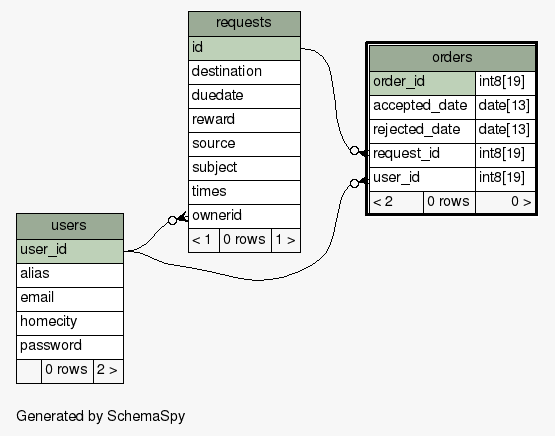 requests
id
destination
duedate
reward
source
subject
times
ownerid
< 1 0 rows 1 >
orders
order_id int8[19]
accepted_date date[13]
rejected_date date[13]
request_id int8[19]
user_id int8[19]
< 2 0 rows 0 >
users
user_id
alias
email
homecity
password
0 rows 2 >
Generated by SchemaSpy